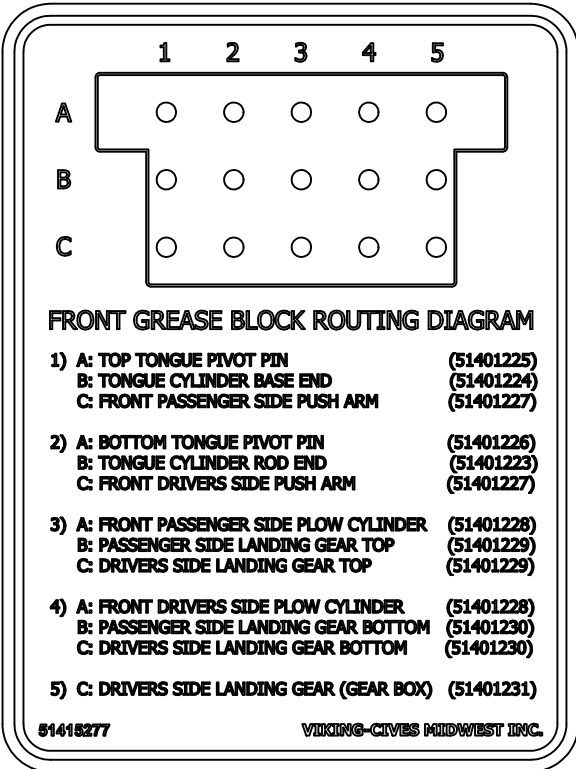 1 2 3 4 5
A
B
C
FRONT GREASE BLOCK ROUTING DIAGRAM
1) A: TOP TONGUE PIVOT PIN (51401225)
B: TONGUE CYLINDER BASE END (51401224)
C: FRONT PASSENGER SIDE PUSH ARM (51401227)
2) A: BOTTOM TONGUE PIVOT PIN (51401226)
B: TONGUE CYLINDER ROD END (51401223)
C: FRONT DRIVERS SIDE PUSH ARM (51401227)
3) A: FRONT PASSENGER SIDE PLOW CYLINDER (51401228)
B: PASSENGER SIDE LANDING GEAR TOP (51401229)
C: DRIVERS SIDE LANDING GEAR TOP (51401229)
4) A: FRONT DRIVERS SIDE PLOW CYLINDER (51401228)
B: PASSENGER SIDE LANDING GEAR BOTTOM (51401230)
C: DRIVERS SIDE LANDING GEAR BOTTOM (51401230)
5) C: DRIVERS SIDE LANDING GEAR (GEAR BOX) (51401231)
51415277 VIKING-CIVES MIDWEST INC.